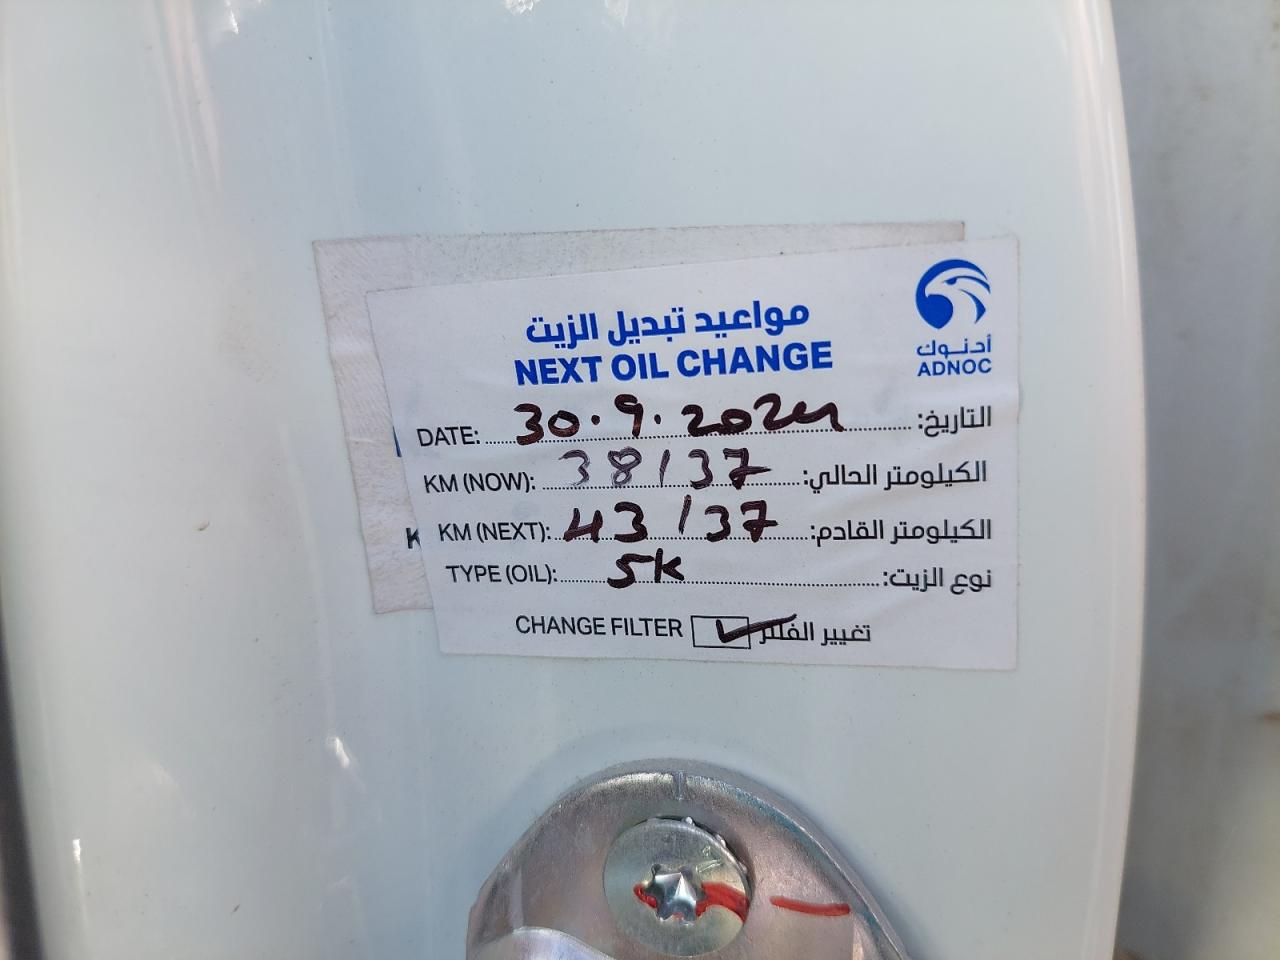 مواعيد تبديل الزيت
NEXT OIL CHANGE
أدنوك
ADNOC
DATE: 30.9.2024 التاريخ:
KM (NOW): 38137 الكيلومتر الحالي:
KM (NEXT): 43137 الكيلومتر القادم:
TYPE (OIL): 5K نوع الزيت:
CHANGE FILTER ✓ تغيير الفلتر
K